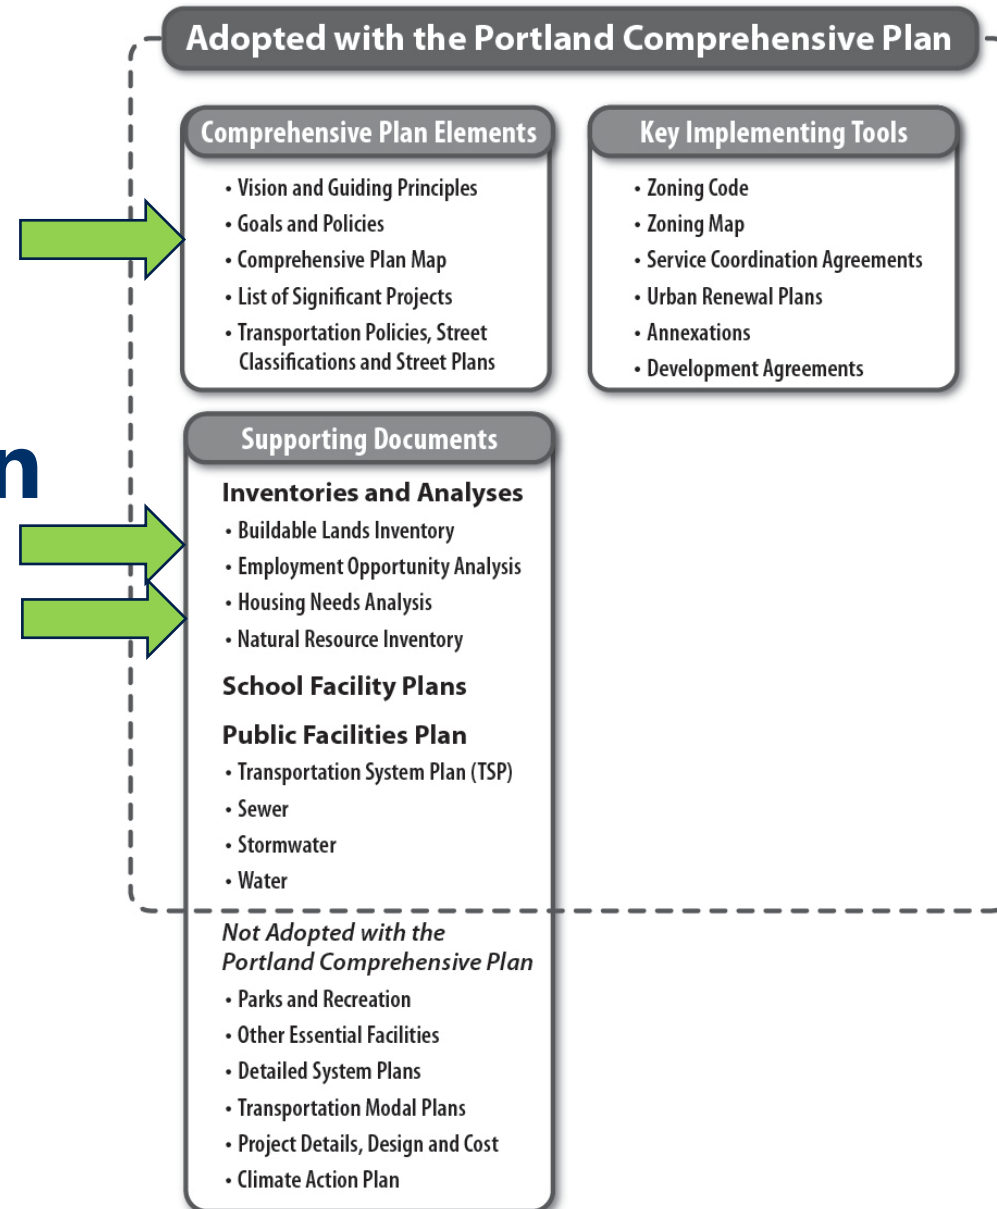 Adopted with the Portland Comprehensive Plan
Comprehensive Plan Elements
• Vision and Guiding Principles
• Goals and Policies
• Comprehensive Plan Map
• List of Significant Projects
• Transportation Policies, Street
Classifications and Street Plans
Key Implementing Tools
• Zoning Code
• Zoning Map
• Service Coordination Agreements
• Urban Renewal Plans
• Annexations
• Development Agreements
n
Supporting Documents
Inventories and Analyses
• Buildable Lands Inventory
• Employment Opportunity Analysis
• Housing Needs Analysis
• Natural Resource Inventory
School Facility Plans
Public Facilities Plan
• Transportation System Plan (TSP)
• Sewer
• Stormwater
• Water
Not Adopted with the
Portland Comprehensive Plan
• Parks and Recreation
• Other Essential Facilities
• Detailed System Plans
• Transportation Modal Plans
• Project Details, Design and Cost
• Climate Action Plan